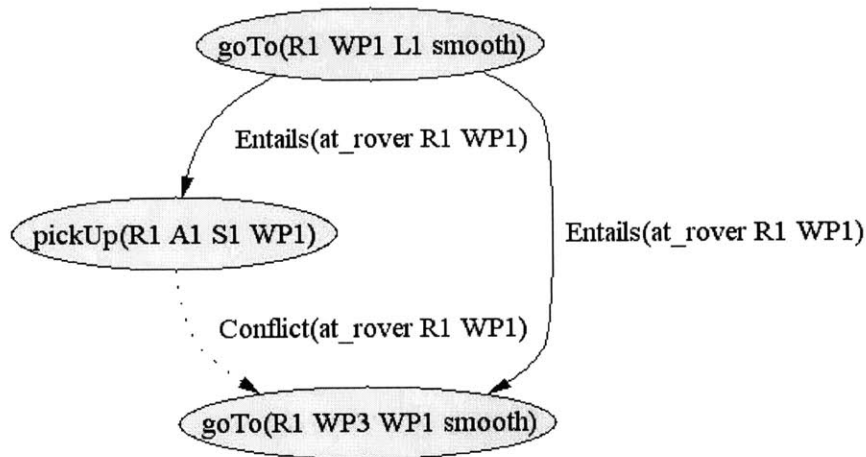 goTo(R1 WP1 L1 smooth)
Entails(at_rover R1 WP1)
pickUp(R1 A1 S1 WP1)
Entails(at_rover R1 WP1)
Conflict(at_rover R1 WP1)
goTo(R1 WP3 WP1 smooth)